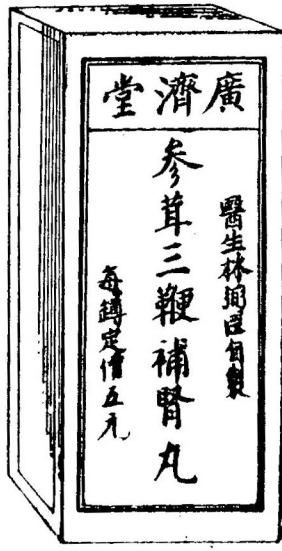 廣濟堂
醫生林弼臣自製
参茸三鞭補腎丸
每罇定價五元